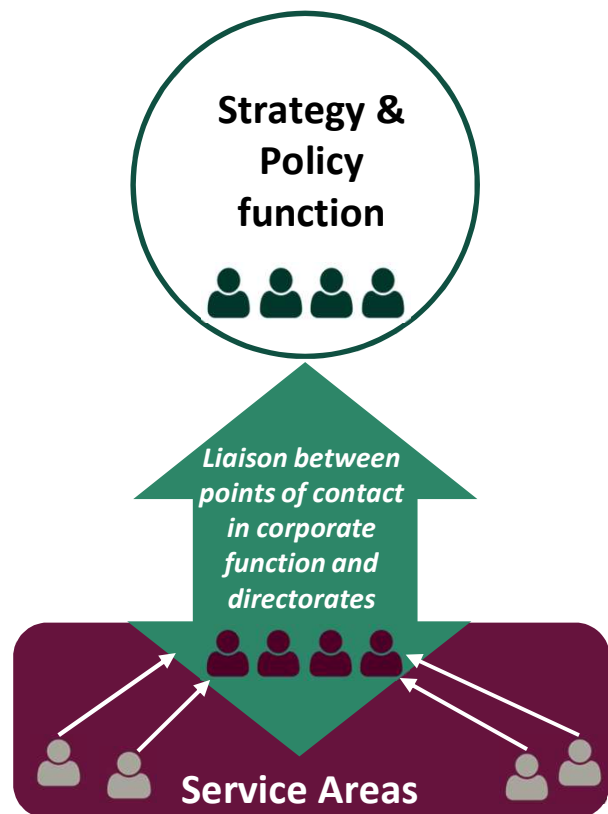 Strategy &
Policy
function
Liaison between
points of contact
in corporate
function and
directorates
Service Areas